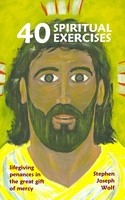 40 SPIRITUAL
EXERCISES
lifegiving
penances in
the great gift
of mercy
Stephen
Joseph
Wolf